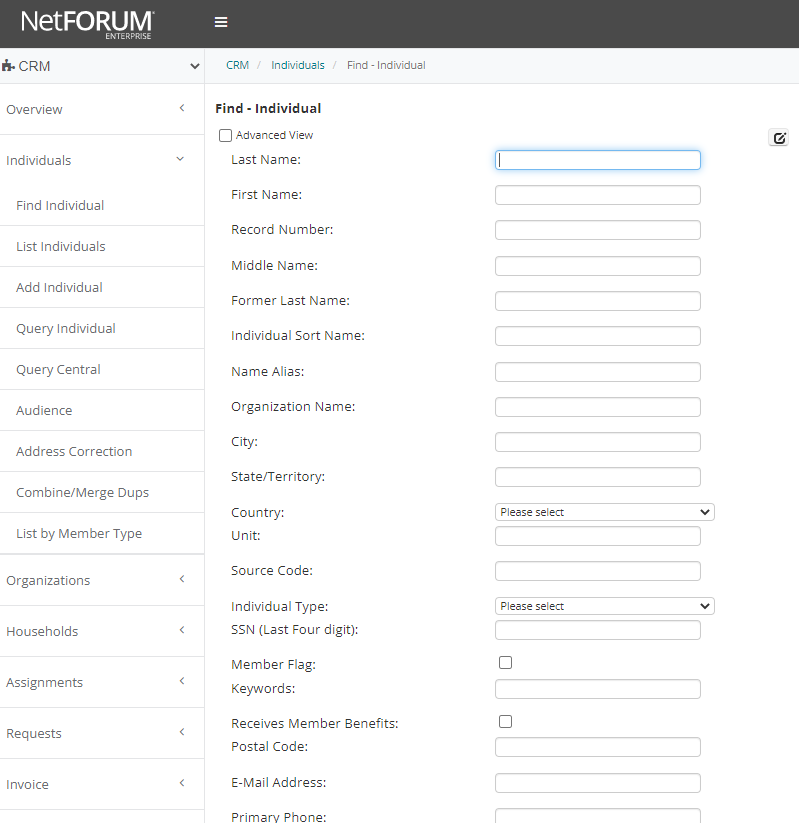 NetFORUM
ENTERPRISE
CRM
CRM / Individuals / Find - Individual
Overview
Individuals
Find Individual
List Individuals
Add Individual
Query Individual
Query Central
Audience
Address Correction
Combine/Merge Dups
List by Member Type
Organizations
Households
Assignments
Requests
Invoice
Find - Individual
Advanced View
Last Name:
First Name:
Record Number:
Middle Name:
Former Last Name:
Individual Sort Name:
Name Alias:
Organization Name:
City:
State/Territory:
Country: Please select
Unit:
Source Code:
Individual Type: Please select
SSN (Last Four digit):
Member Flag:
Keywords:
Receives Member Benefits:
Postal Code:
E-Mail Address:
Primary Phone: